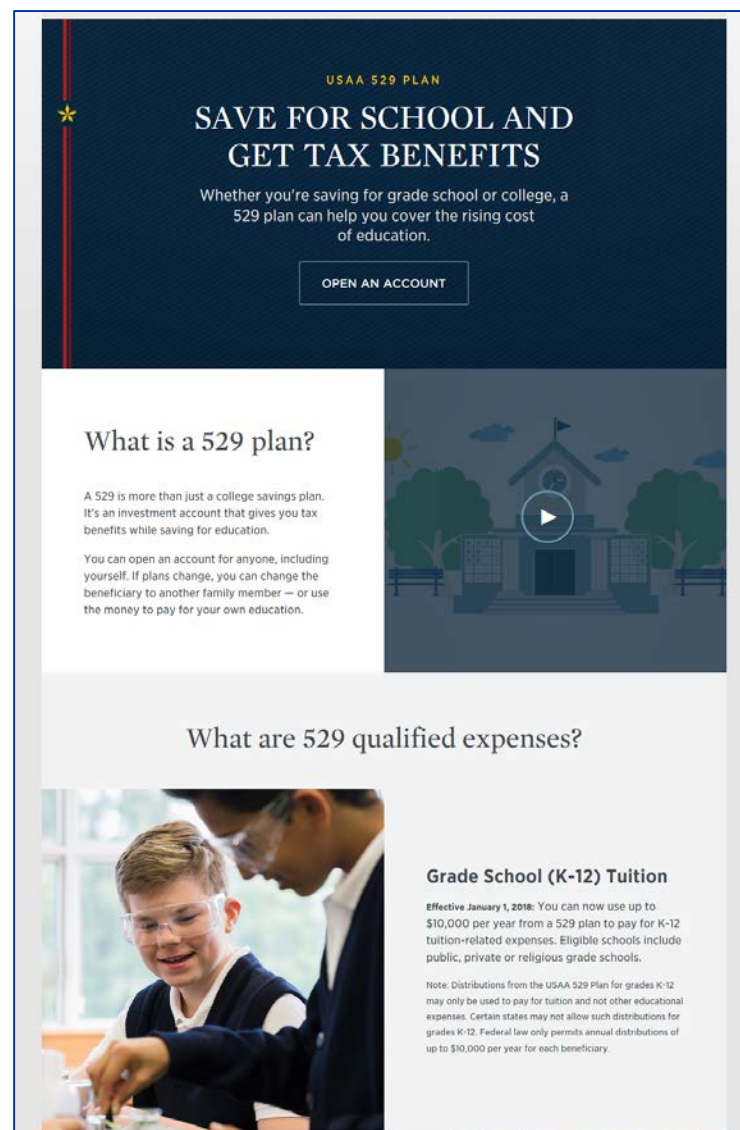 USAA 529 PLAN
SAVE FOR SCHOOL AND
GET TAX BENEFITS
Whether you're saving for grade school or college, a
529 plan can help you cover the rising cost
of education.
OPEN AN ACCOUNT
What is a 529 plan?
A 529 is more than just a college savings plan.
It's an investment account that gives you tax
benefits while saving for education.
You can open an account for anyone, including
yourself. If plans change, you can change the
beneficiary to another family member — or use
the money to pay for your own education.
What are 529 qualified expenses?
Grade School (K-12) Tuition
Effective January 1, 2018: You can now use up to
$10,000 per year from a 529 plan to pay for K-12
tuition-related expenses. Eligible schools include
public, private or religious grade schools.
Note: Distributions from the USAA 529 Plan for grades K-12
may only be used to pay for tuition and not other educational
expenses. Certain states may not allow such distributions for
grades K-12. Federal law only permits annual distributions of
up to $10,000 per year for each beneficiary.